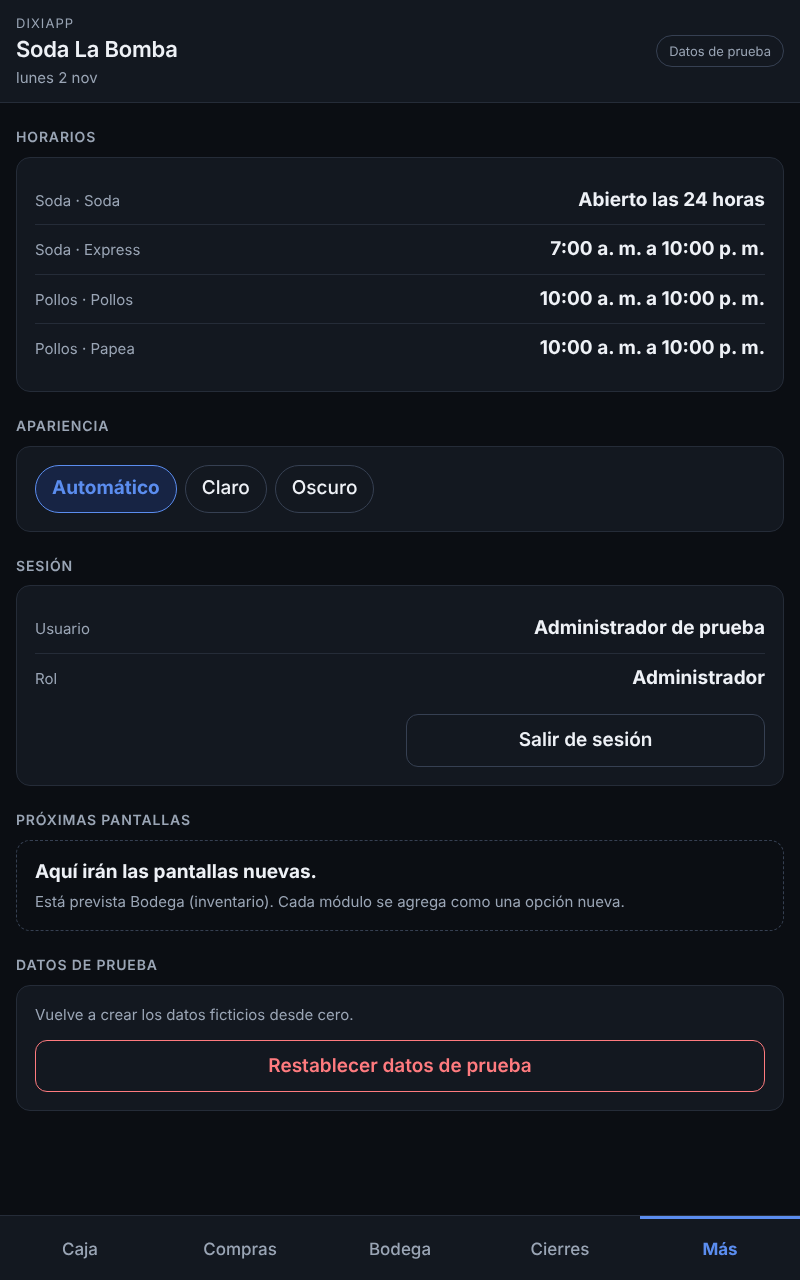 DIXIAPP
Soda La Bomba
lunes 2 nov
Datos de prueba
HORARIOS
Soda · Soda Abierto las 24 horas
Soda · Express 7:00 a. m. a 10:00 p. m.
Pollos · Pollos 10:00 a. m. a 10:00 p. m.
Pollos · Papea 10:00 a. m. a 10:00 p. m.
APARIENCIA
Automático Claro Oscuro
SESIÓN
Usuario Administrador de prueba
Rol Administrador
Salir de sesión
PRÓXIMAS PANTALLAS
Aquí irán las pantallas nuevas.
Está prevista Bodega (inventario). Cada módulo se agrega como una opción nueva.
DATOS DE PRUEBA
Vuelve a crear los datos ficticios desde cero.
Restablecer datos de prueba
Caja Compras Bodega Cierres Más